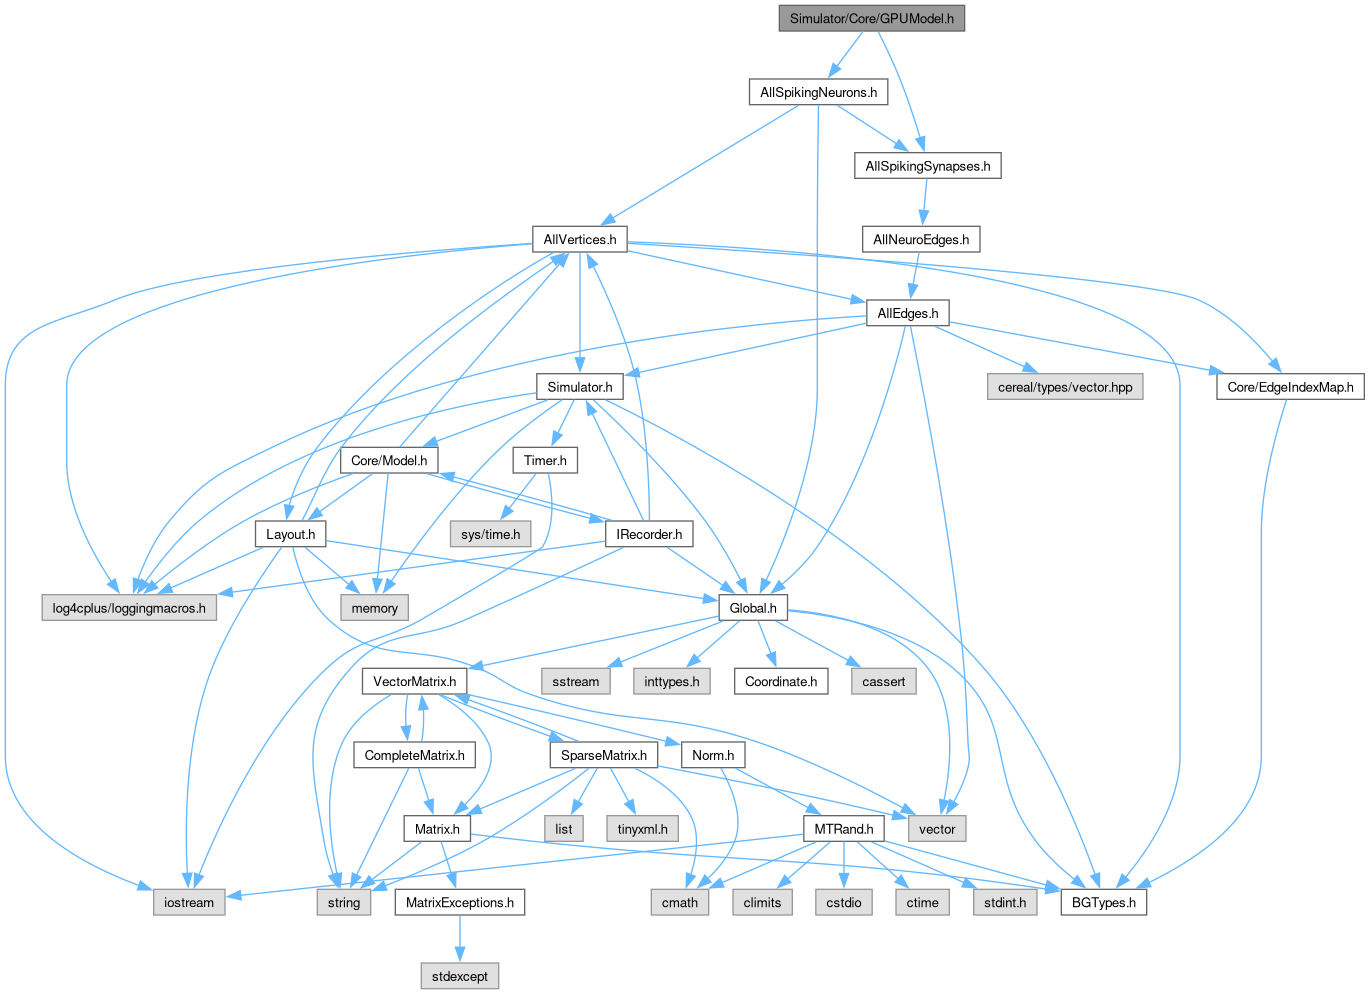 Simulator/Core/GPUModel.h
AllSpikingNeurons.h
AllSpikingSynapses.h
AllVertices.h
AllNeuroEdges.h
AllEdges.h
Simulator.h
cereal/types/vector.hpp
Core/EdgeIndexMap.h
Core/Model.h
Timer.h
Layout.h
sys/time.h
IRecorder.h
log4cplus/loggingmacros.h
memory
Global.h
VectorMatrix.h
sstream
inttypes.h
Coordinate.h
cassert
CompleteMatrix.h
SparseMatrix.h
Norm.h
Matrix.h
list
tinyxml.h
MTRand.h
vector
iostream
string
MatrixExceptions.h
cmath
climits
cstdio
ctime
stdint.h
BGTypes.h
stdexcept